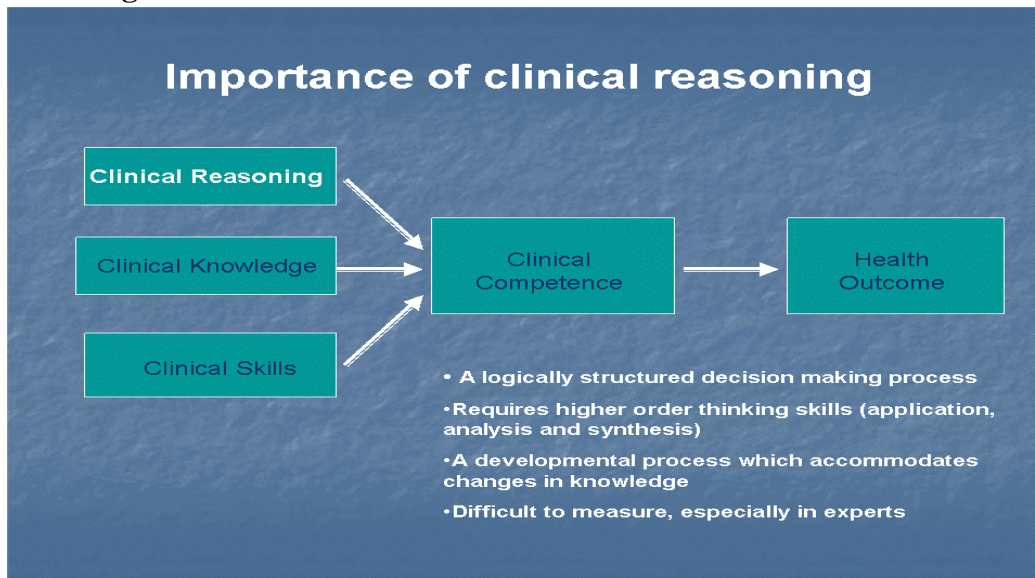 Importance of clinical reasoning
Clinical Reasoning
Clinical Knowledge
Clinical Skills
Clinical
Competence
Health
Outcome
• A logically structured decision making process
•Requires higher order thinking skills (application,
analysis and synthesis)
•A developmental process which accommodates
changes in knowledge
•Difficult to measure, especially in experts